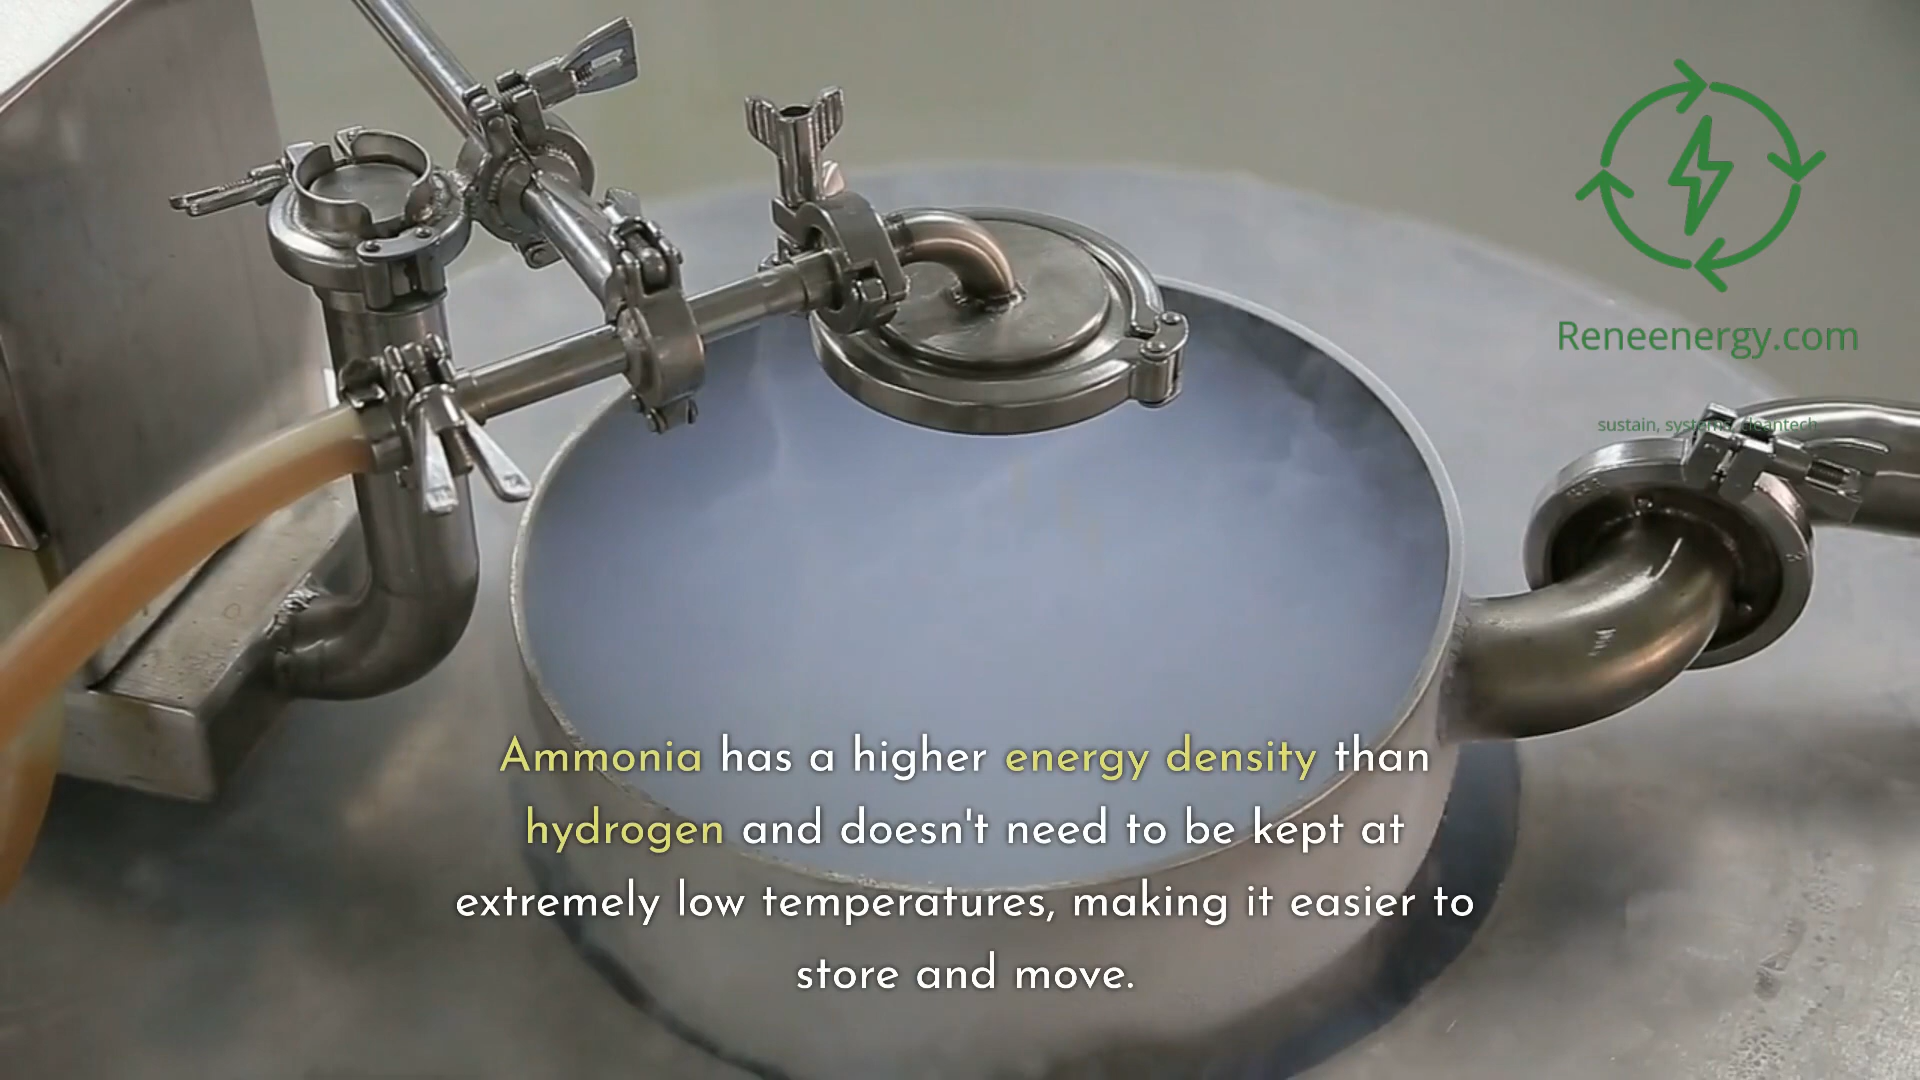 Reneenergy.com
sustain, systems, cleantech
Ammonia has a higher energy density than
hydrogen and doesn't need to be kept at
extremely low temperatures, making it easier to
store and move.